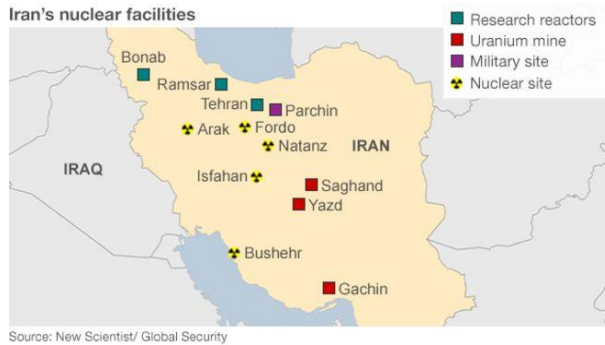 Iran's nuclear facilities
Research reactors
Uranium mine
Military site
Nuclear site
Bonab
Ramsar
Tehran
Parchin
Arak
Fordo
Natanz
IRAN
IRAQ
Isfahan
Saghand
Yazd
Bushehr
Gachin
Source: New Scientist/ Global Security